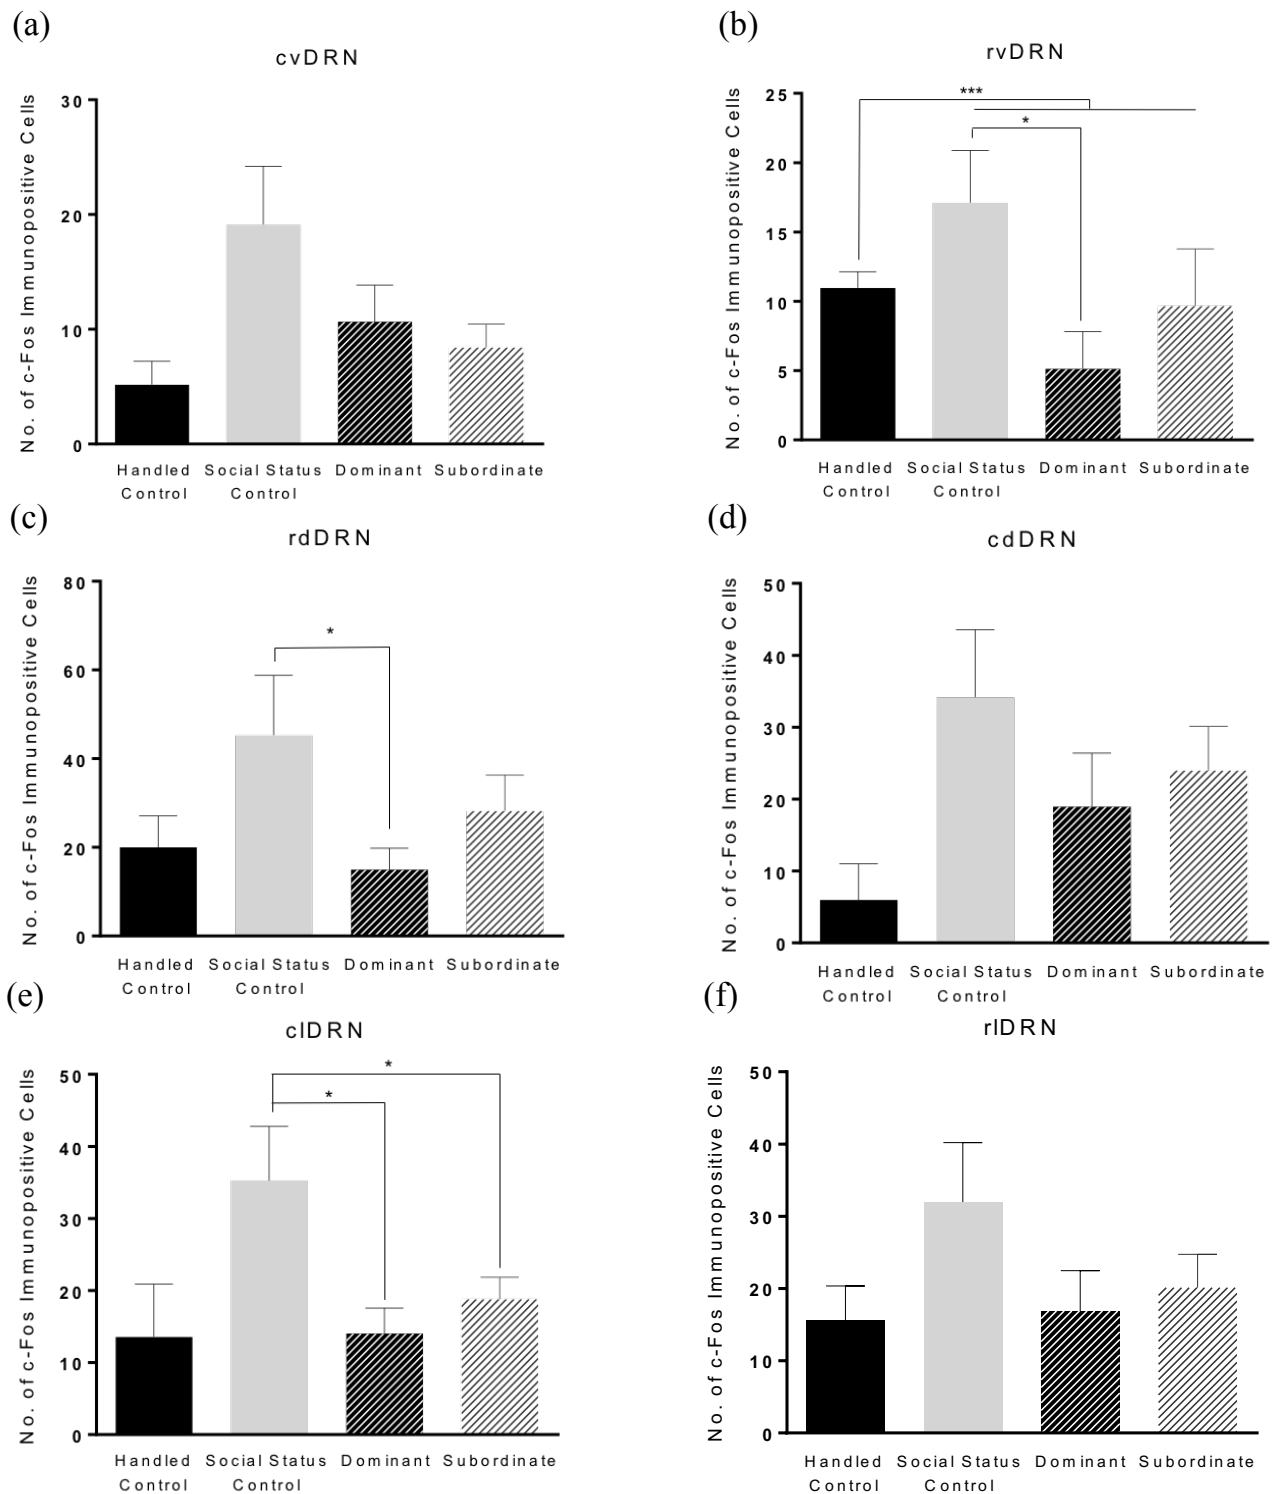 (a)
cvDRN
No. of c-Fos Immunopositive Cells
30
20
10
0
Handled Control
Social Status Control
Dominant
Subordinate
(b)
rvDRN
No. of c-Fos Immunopositive Cells
25
20
15
10
5
0
***
*
Handled Control
Social Status Control
Dominant
Subordinate
(c)
rdDRN
No. of c-Fos Immunopositive Cells
80
60
40
20
0
*
Handled Control
Social Status Control
Dominant
Subordinate
(d)
cdDRN
No. of c-Fos Immunopositive Cells
50
40
30
20
10
0
Handled Control
Social Status Control
Dominant
Subordinate
(e)
clDRN
No. of c-Fos Immunopositive Cells
50
40
30
20
10
0
*
*
Handled Control
Social Status Control
Dominant
Subordinate
(f)
rlDRN
No. of c-Fos Immunopositive Cells
50
40
30
20
10
0
Handled Control
Social Status Control
Dominant
Subordinate